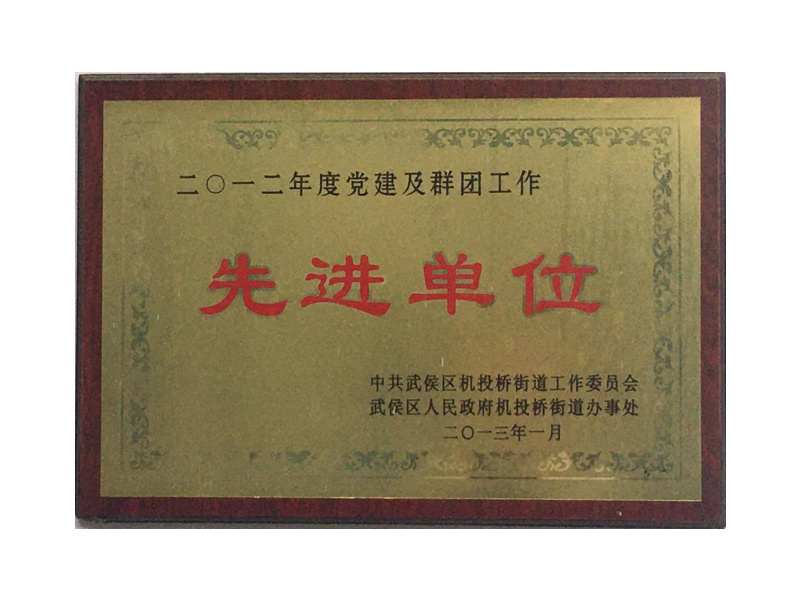 二〇一二年度党建及群团工作
先进单位
中共武侯区机投桥街道工作委员会
武侯区人民政府机投桥街道办事处
二〇一三年一月